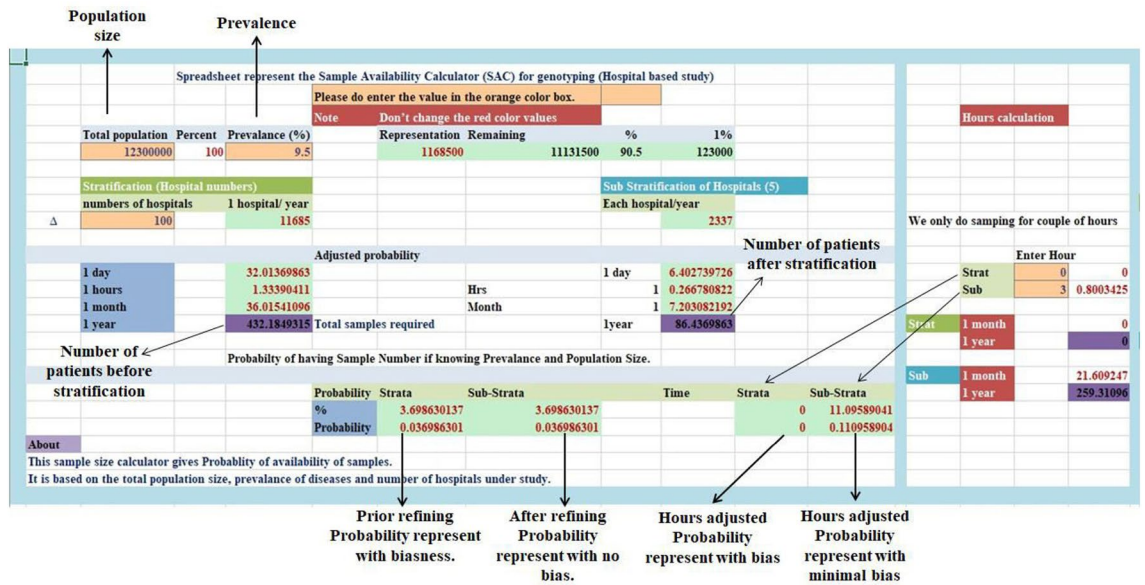 Population size
Prevalence
Spreadsheet represent the Sample Availability Calculator (SAC) for genotyping (Hospital based study)
Please do enter the value in the orange color box.
Note Don't change the red color values
Hours calculation
Total population Percent Prevalance (%) Representation Remaining % 1%
12300000 100 9.5 1168500 11131500 90.5 123000
Stratification (Hospital numbers) Sub Stratification of Hospitals (5)
numbers of hospitals 1 hospital/ year Each hospital/year
Δ 100 11685 2337
We only do samping for couple of hours
Adjusted probability
Number of patients after stratification
Enter Hour
1 day 32.01369863 1 day 6.402739726
Strat 0 0
1 hours 1.33390411 Hrs 1 0.266780822
Sub 3 0.8003425
1 month 36.01541096 Month 1 7.203082192
1 year 432.1849315 Total samples required 1year 86.4369863
Strat 1 month 0
1 year 0
Number of patients before stratification
Probabilty of having Sample Number if knowing Prevalance and Population Size.
Sub 1 month 21.609247
1 year 259.31096
Probability Strata Sub-Strata Time Strata Sub-Strata
% 3.698630137 3.698630137 0 11.09589041
Probability 0.036986301 0.036986301 0 0.110958904
About
This sample size calculator gives Probablity of availability of samples.
It is based on the total population size, prevalence of diseases and number of hospitals under study.
Prior refining Probability represent with biasness.
After refining Probability represent with no bias.
Hours adjusted Probability represent with bias
Hours adjusted Probability represent with minimal bias